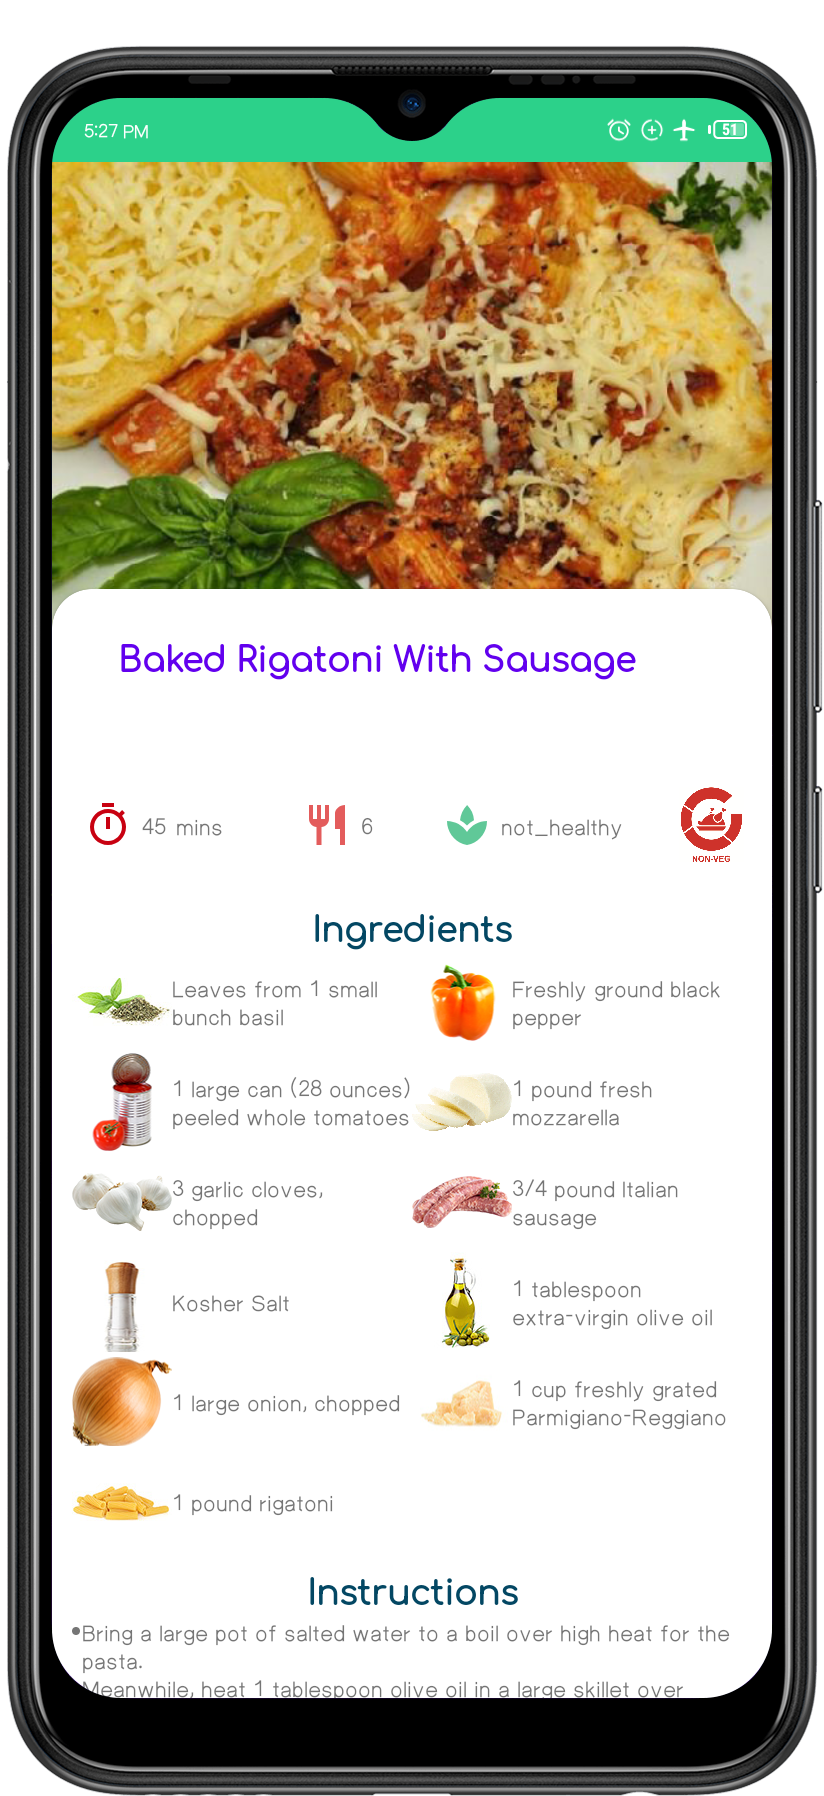 5:27 PM
51
Baked Rigatoni With Sausage
45 mins
6
not_healthy
NON-VEG
Ingredients
Leaves from 1 small
bunch basil
Freshly ground black
pepper
1 large can (28 ounces)
peeled whole tomatoes
1 pound fresh
mozzarella
3 garlic cloves,
chopped
3/4 pound Italian
sausage
Kosher Salt
1 tablespoon
extra-virgin olive oil
1 large onion, chopped
1 cup freshly grated
Parmigiano-Reggiano
1 pound rigatoni
Instructions
•Bring a large pot of salted water to a boil over high heat for the
pasta.
Meanwhile, heat 1 tablespoon olive oil in a large skillet over